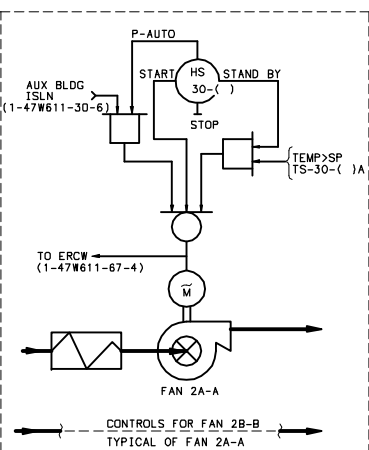 P-AUTO
START
HS
30-( )
STAND BY
STOP
AUX BLDG
ISLN
(1-47W611-30-6)
TEMP>SP
TS-30-( )A
TO ERCW
(1-47W611-67-4)
M
FAN 2A-A
CONTROLS FOR FAN 2B-B
TYPICAL OF FAN 2A-A